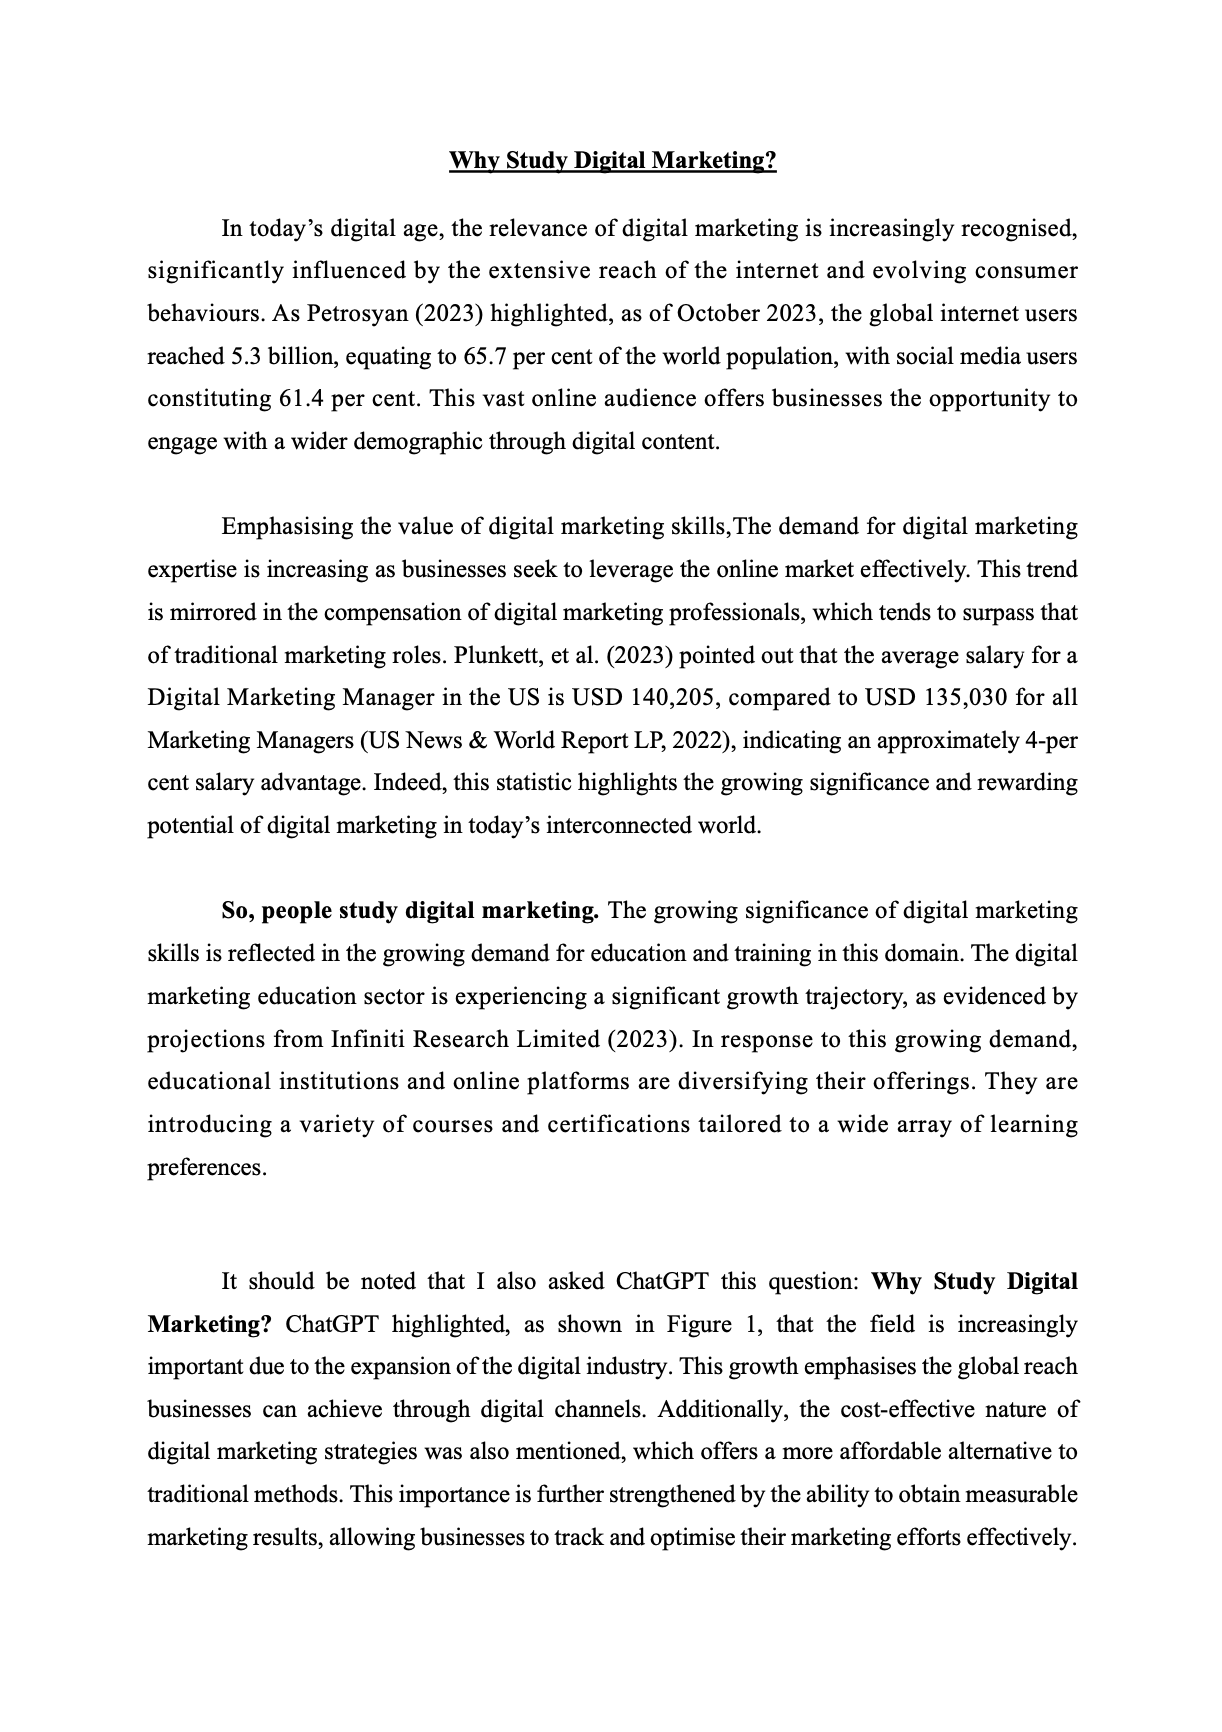 Why Study Digital Marketing?
In today’s digital age, the relevance of digital marketing is increasingly recognised,
significantly influenced by the extensive reach of the internet and evolving consumer
behaviours. As Petrosyan (2023) highlighted, as of October 2023, the global internet users
reached 5.3 billion, equating to 65.7 per cent of the world population, with social media users
constituting 61.4 per cent. This vast online audience offers businesses the opportunity to
engage with a wider demographic through digital content.
Emphasising the value of digital marketing skills,The demand for digital marketing
expertise is increasing as businesses seek to leverage the online market effectively. This trend
is mirrored in the compensation of digital marketing professionals, which tends to surpass that
of traditional marketing roles. Plunkett, et al. (2023) pointed out that the average salary for a
Digital Marketing Manager in the US is USD 140,205, compared to USD 135,030 for all
Marketing Managers (US News & World Report LP, 2022), indicating an approximately 4-per
cent salary advantage. Indeed, this statistic highlights the growing significance and rewarding
potential of digital marketing in today’s interconnected world.
So, people study digital marketing. The growing significance of digital marketing
skills is reflected in the growing demand for education and training in this domain. The digital
marketing education sector is experiencing a significant growth trajectory, as evidenced by
projections from Infiniti Research Limited (2023). In response to this growing demand,
educational institutions and online platforms are diversifying their offerings. They are
introducing a variety of courses and certifications tailored to a wide array of learning
preferences.
It should be noted that I also asked ChatGPT this question: Why Study Digital
Marketing? ChatGPT highlighted, as shown in Figure 1, that the field is increasingly
important due to the expansion of the digital industry. This growth emphasises the global reach
businesses can achieve through digital channels. Additionally, the cost-effective nature of
digital marketing strategies was also mentioned, which offers a more affordable alternative to
traditional methods. This importance is further strengthened by the ability to obtain measurable
marketing results, allowing businesses to track and optimise their marketing efforts effectively.